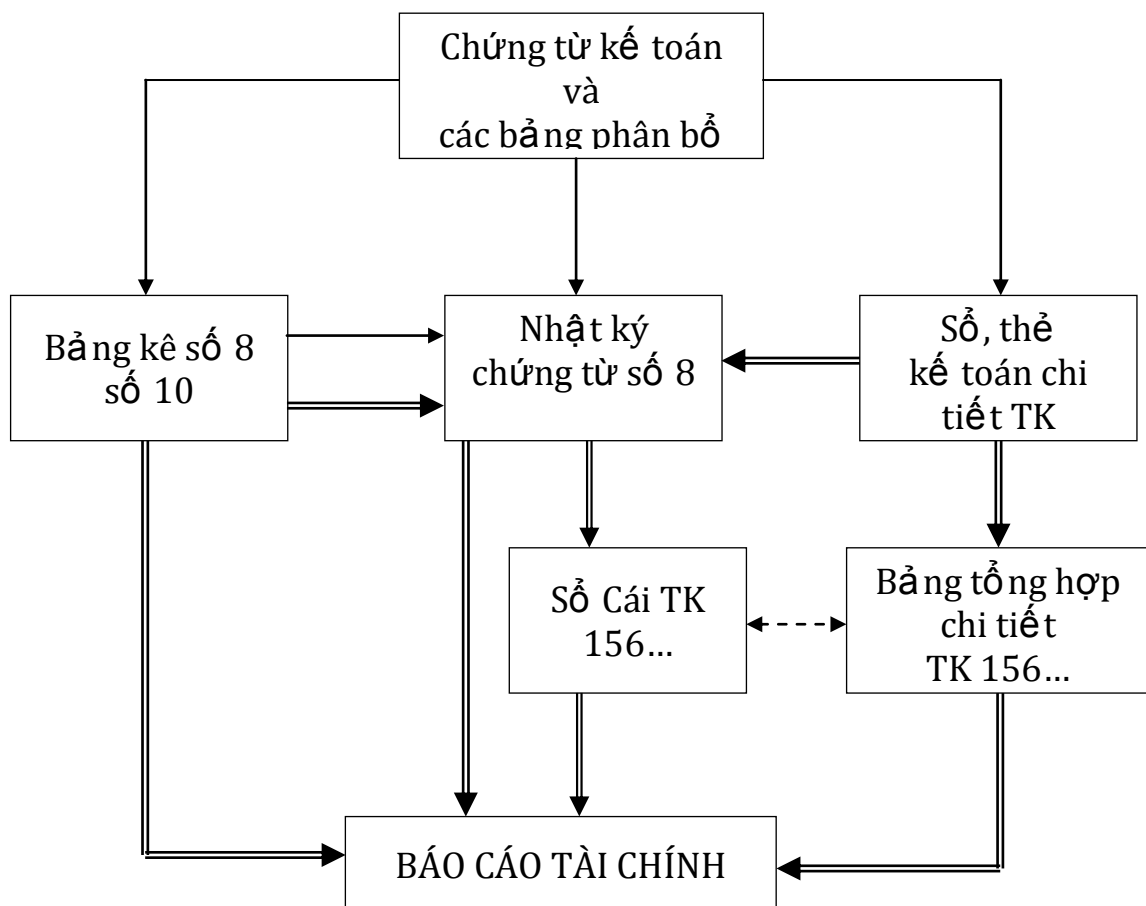 Chứng từ kế toán
và
các bảng phân bổ
Bảng kê số 8
số 10
Nhật ký
chứng từ số 8
Sổ, thẻ
kế toán chi
tiết TK
Sổ Cái TK
156...
Bảng tổng hợp
chi tiết
TK 156...
BÁO CÁO TÀI CHÍNH